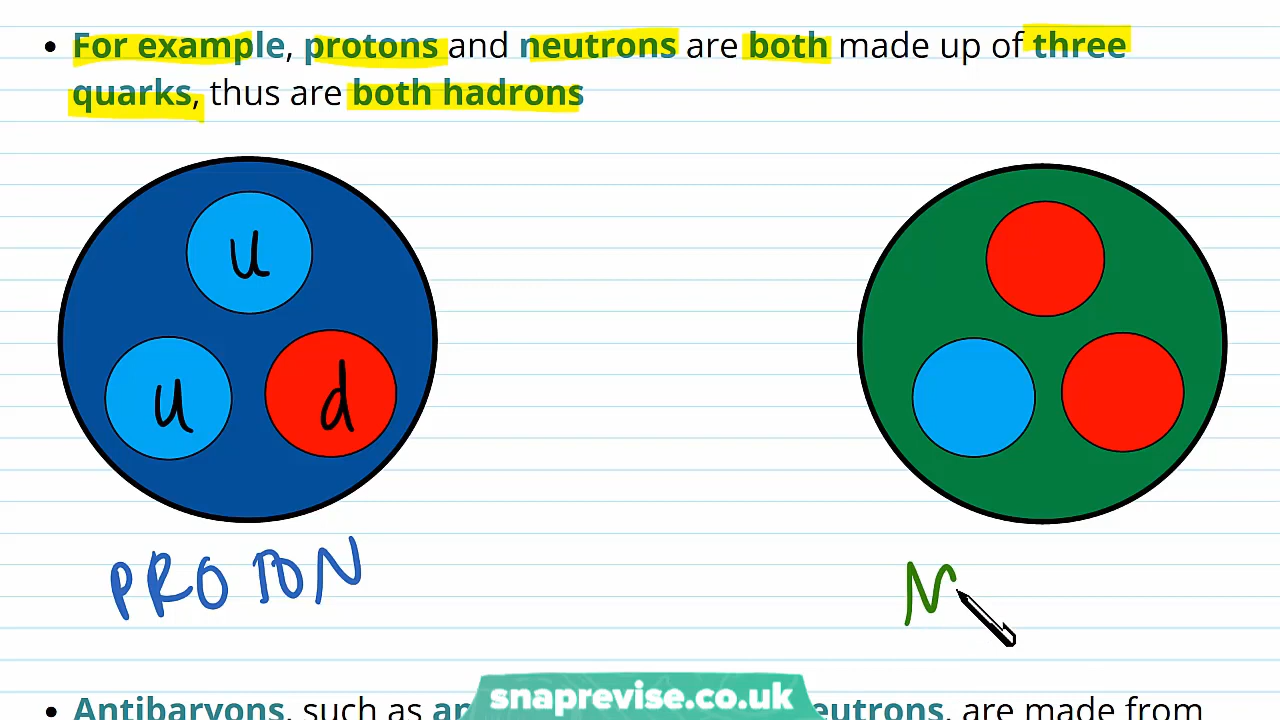 • For example, protons and neutrons are both made up of three
quarks, thus are both hadrons
u
u d
PROTON
N
snaprevise.co.uk
Antibaryons, such as an eutrons, are made from